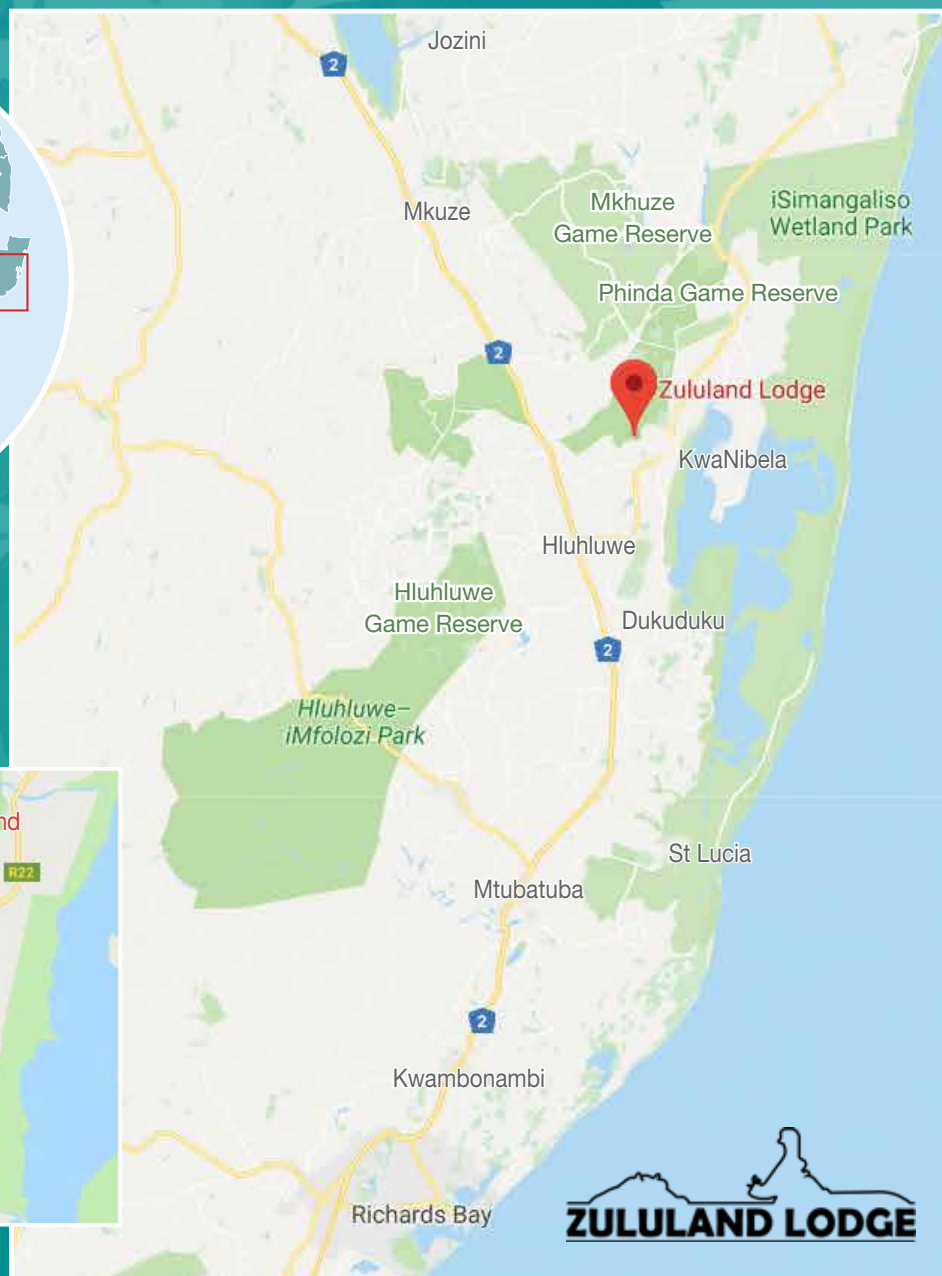 Jozini
2
Mkuze
Mkhuze
Game Reserve
iSimangaliso
Wetland Park
Phinda Game Reserve
2
Zululand Lodge
KwaNibela
Hluhluwe
Hluhluwe
Game Reserve
Dukuduku
2
Hluhluwe–
iMfolozi Park
nd
R22
St Lucia
Mtubatuba
2
Kwambonambi
Richards Bay
ZULULAND LODGE